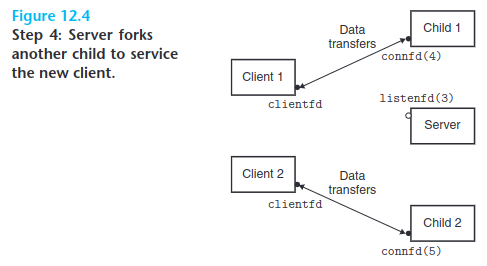 Figure 12.4
Step 4: Server forks
another child to service
the new client.
Data
transfers
Child 1
connfd(4)
Client 1
clientfd
listenfd(3)
Server
Client 2
Data
transfers
clientfd
Child 2
connfd(5)